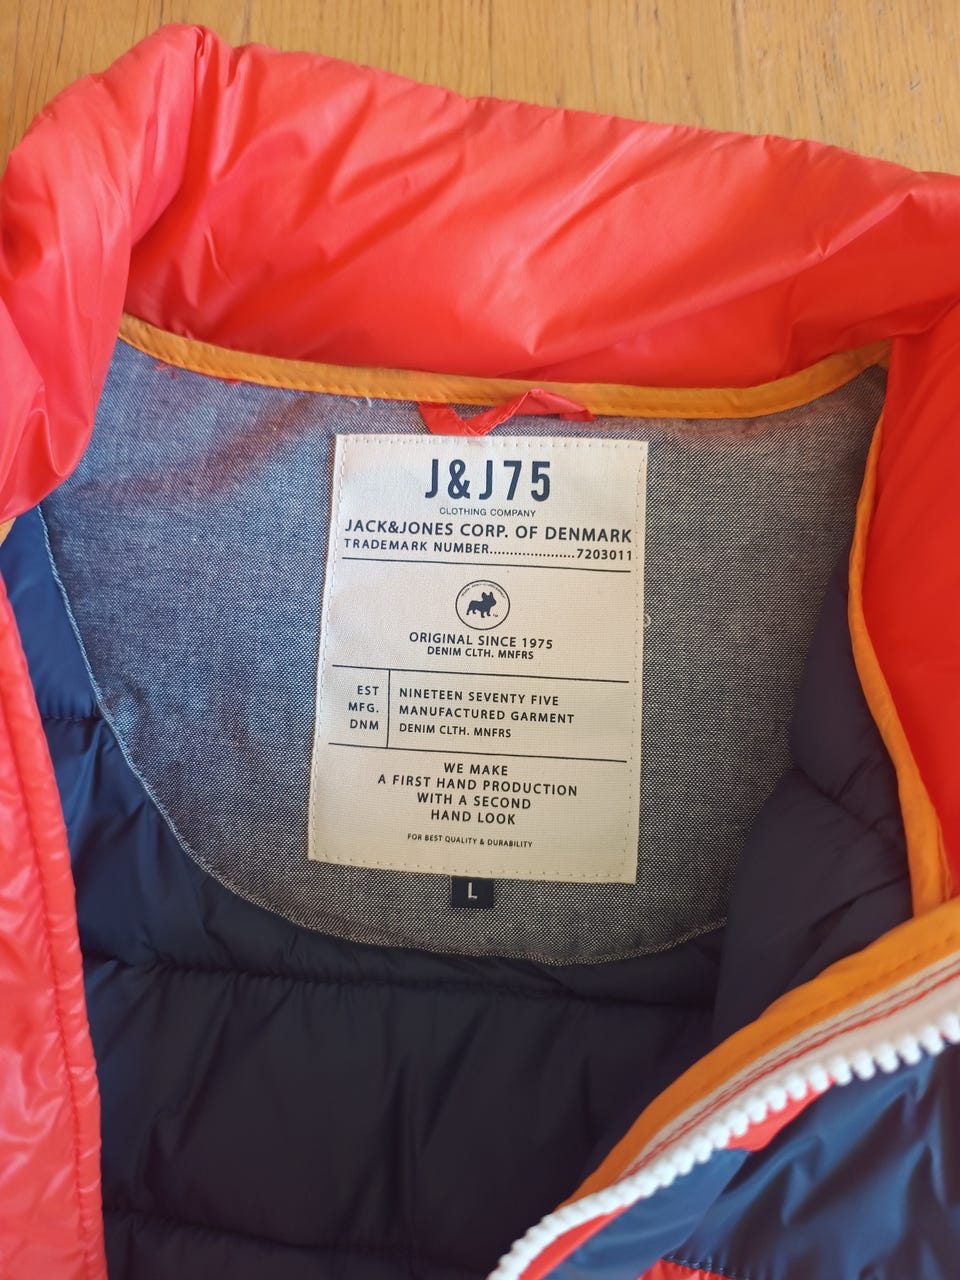 J&J75
CLOTHING COMPANY
JACK&JONES CORP. OF DENMARK
TRADEMARK NUMBER.....................7203011
ORIGINAL SINCE 1975
DENIM CLTH. MNFRS
EST
MFG.
DNM
NINETEEN SEVENTY FIVE
MANUFACTURED GARMENT
DENIM CLTH. MNFRS
WE MAKE
A FIRST HAND PRODUCTION
WITH A SECOND
HAND LOOK
FOR BEST QUALITY & DURABILITY
L